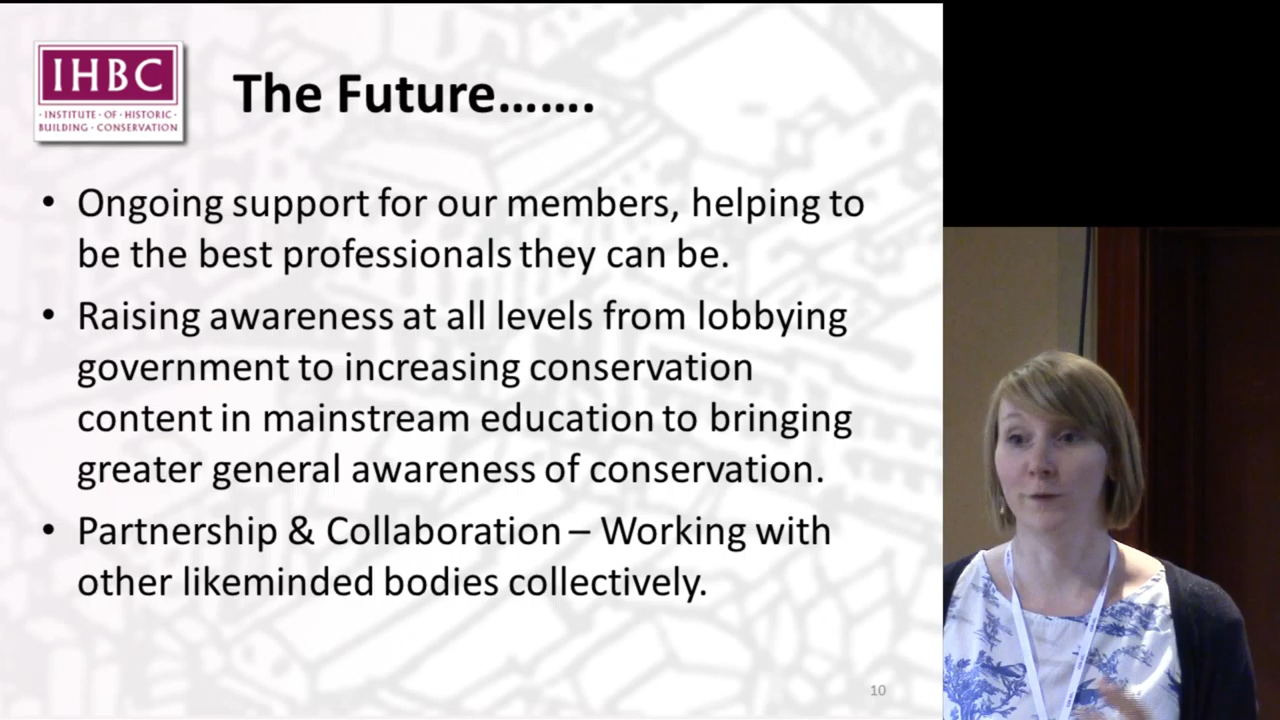 IHBC
· INSTITUTE · OF · HISTORIC ·
BUILDING · CONSERVATION
The Future.......
• Ongoing support for our members, helping to
be the best professionals they can be.
• Raising awareness at all levels from lobbying
government to increasing conservation
content in mainstream education to bringing
greater general awareness of conservation.
• Partnership & Collaboration – Working with
other likeminded bodies collectively.
10